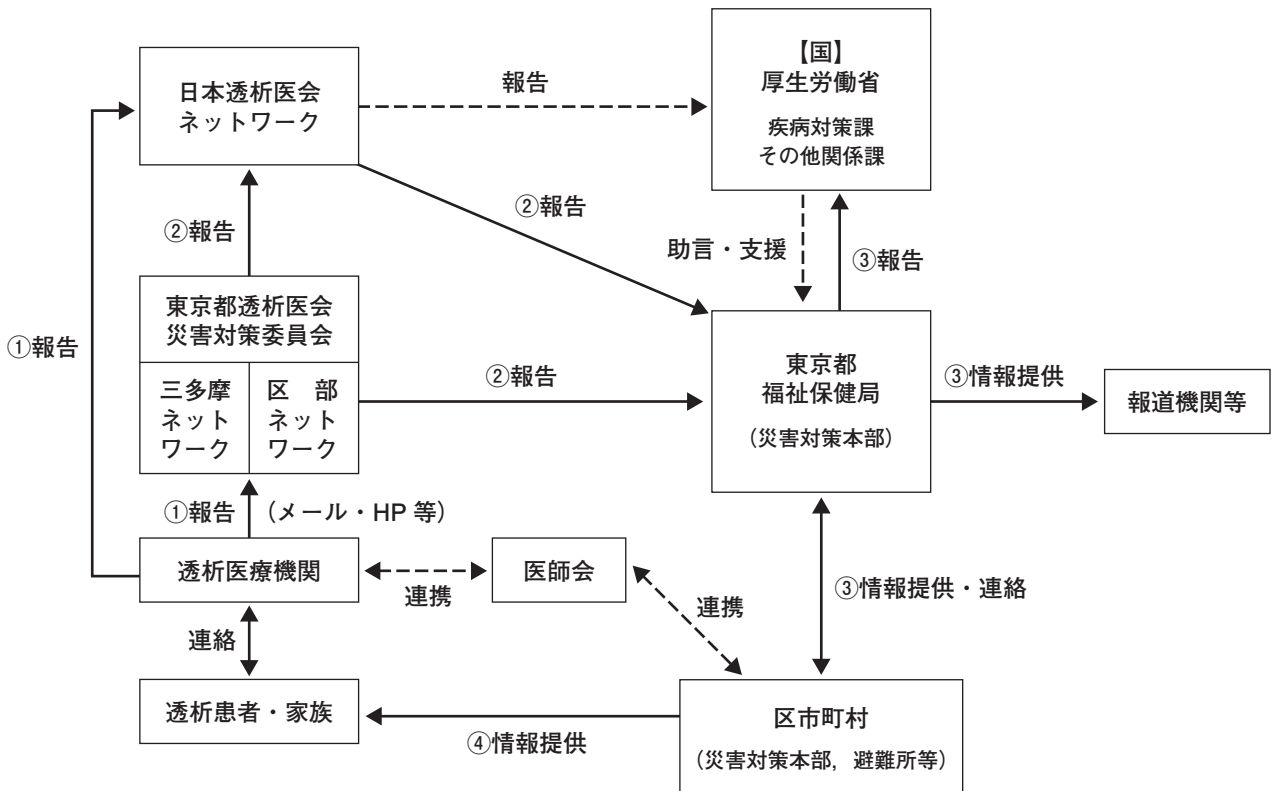 日本透析医会
ネットワーク
報告
【国】
厚生労働省
疾病対策課
その他関係課
②報告
②報告
助言・支援
③報告
①報告
東京都透析医会
災害対策委員会
三多摩
ネット
ワーク
区　部
ネット
ワーク
②報告
東京都
福祉保健局
（災害対策本部）
③情報提供
報道機関等
①報告
（メール・HP 等）
透析医療機関
連携
医師会
連携
③情報提供・連絡
連絡
透析患者・家族
④情報提供
区市町村
（災害対策本部，避難所等）